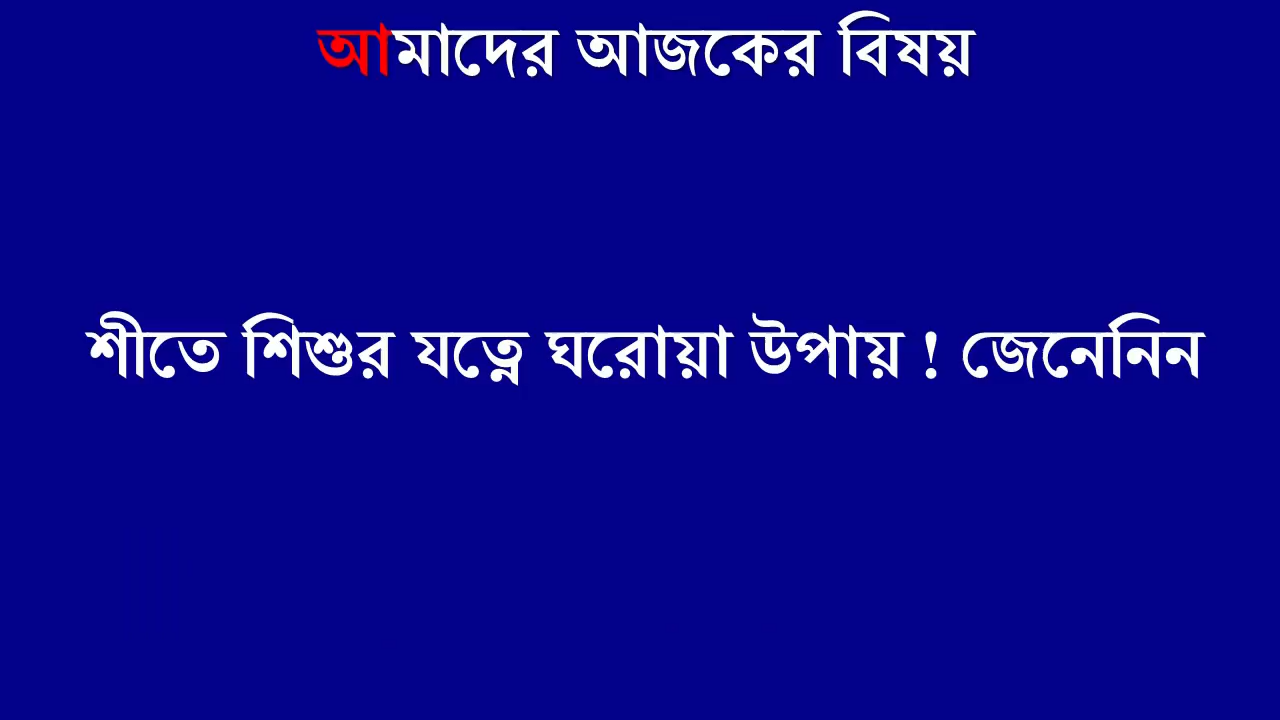 আমাদের আজকের বিষয়
শীতে শিশুর যত্নে ঘরোয়া উপায় ! জেনেনিন